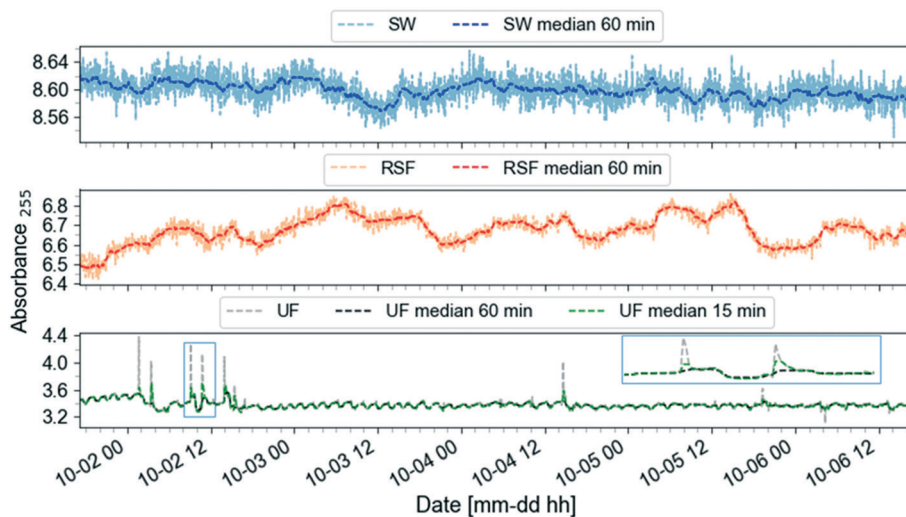 SW SW median 60 min
8.64
8.60
8.56
RSF RSF median 60 min
6.8
6.7
6.6
6.5
6.4
Absorbance 255
UF UF median 60 min UF median 15 min
4.4
4.0
3.6
3.2
10-02 00 10-02 12 10-03 00 10-03 12 10-04 00 10-04 12 10-05 00 10-05 12 10-06 00 10-06 12
Date [mm-dd hh]